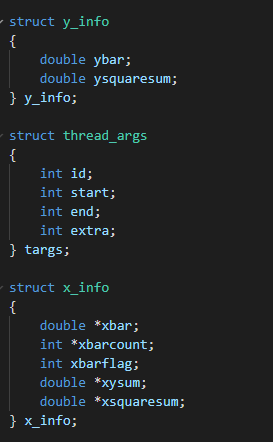 struct y_info
{
    double ybar;
    double ysquaresum;
} y_info;
struct thread_args
{
    int id;
    int start;
    int end;
    int extra;
} targs;
struct x_info
{
    double *xbar;
    int *xbarcount;
    int xbarflag;
    double *xysum;
    double *xsquaresum;
} x_info;